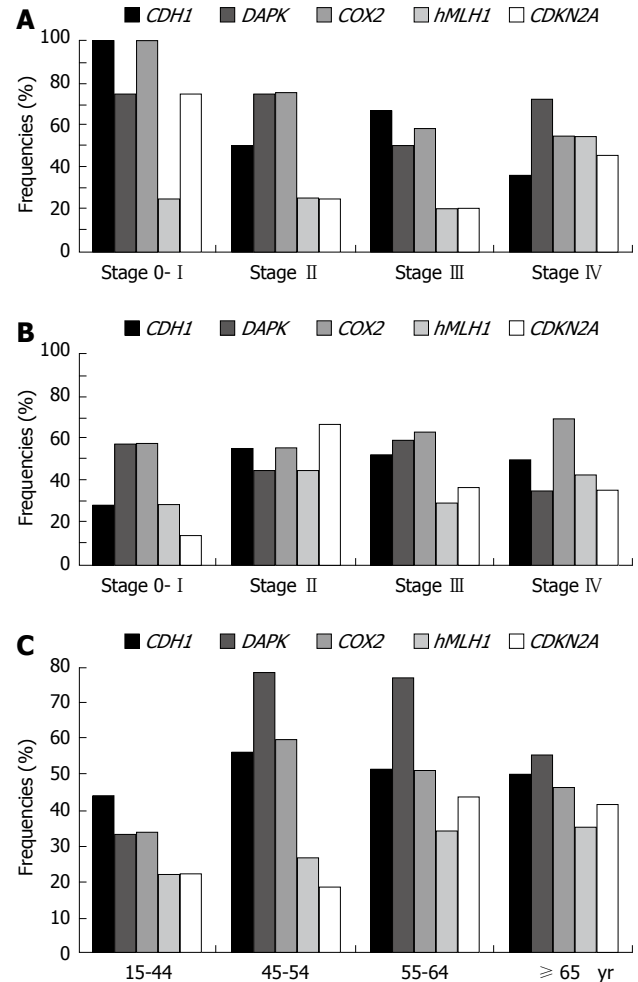 A CDH1 DAPK COX2 hMLH1 CDKN2A
100
80
60
40
20
0
Frequencies (%)
Stage 0- I Stage II Stage III Stage IV
B CDH1 DAPK COX2 hMLH1 CDKN2A
100
80
60
40
20
0
Frequencies (%)
Stage 0- I Stage II Stage III Stage IV
C CDH1 DAPK COX2 hMLH1 CDKN2A
80
70
60
50
40
30
20
10
0
Frequencies (%)
15-44 45-54 55-64 ≥ 65 yr